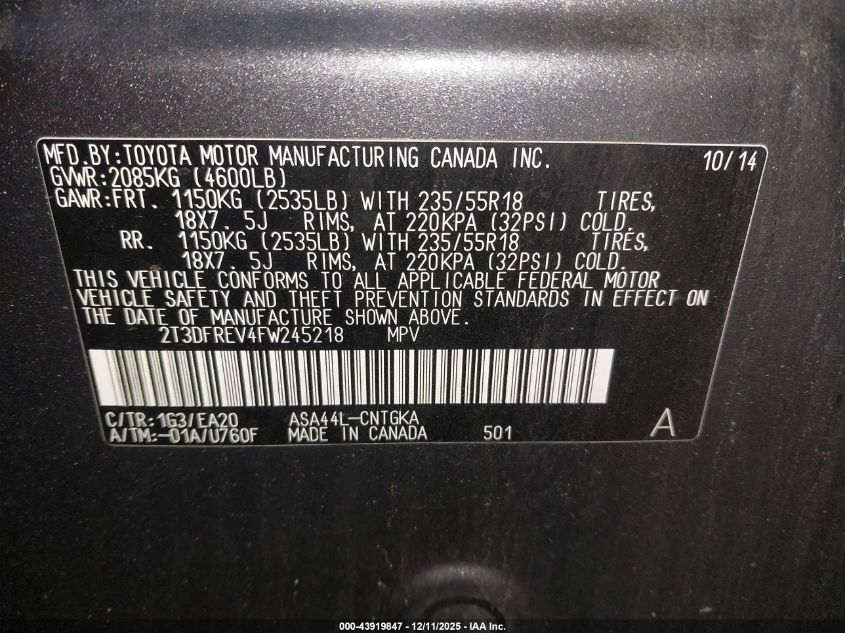 MFD.BY:TOYOTA MOTOR MANUFACTURING CANADA INC. 10/14
GVWR:2085KG (4600LB)
GAWR:FRT. 1150KG (2535LB) WITH 235/55R18 TIRES,
18X7. 5J RIMS, AT 220KPA (32PSI) COLD.
RR. 1150KG (2535LB) WITH 235/55R18 TIRES,
18X7. 5J RIMS, AT 220KPA (32PSI) COLD.
THIS VEHICLE CONFORMS TO ALL APPLICABLE FEDERAL MOTOR
VEHICLE SAFETY AND THEFT PREVENTION STANDARDS IN EFFECT ON
THE DATE OF MANUFACTURE SHOWN ABOVE.
2T3DFREV4FW245218 MPV
C/TR:1G3/EA20 ASA44L-CNTGKA
A/TM:-01A/U760F MADE IN CANADA 501 A
000-43919847 - 12/11/2025 - IAA Inc.